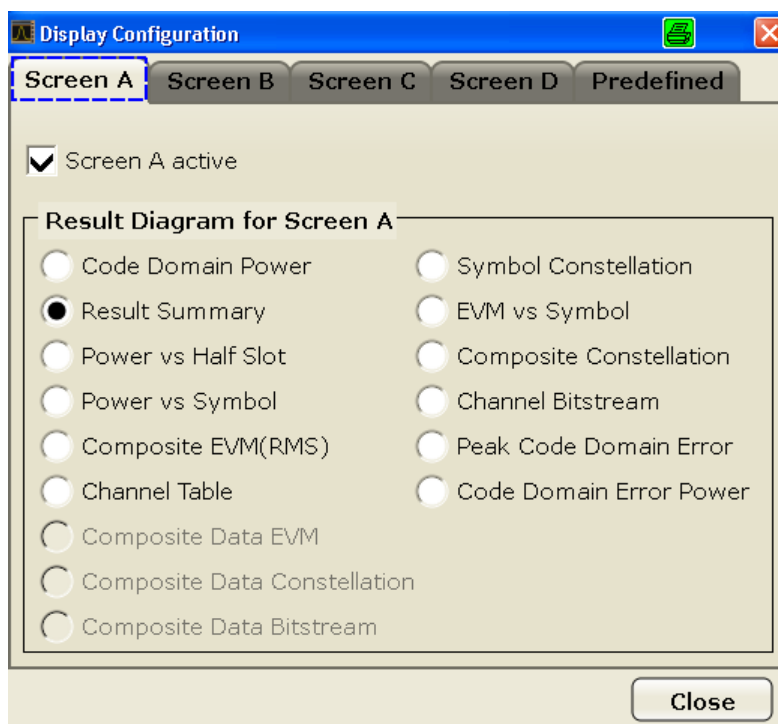 Display Configuration
Screen A
Screen B
Screen C
Screen D
Predefined
Screen A active
Result Diagram for Screen A
Code Domain Power
Result Summary
Power vs Half Slot
Power vs Symbol
Composite EVM(RMS)
Channel Table
Composite Data EVM
Composite Data Constellation
Composite Data Bitstream
Symbol Constellation
EVM vs Symbol
Composite Constellation
Channel Bitstream
Peak Code Domain Error
Code Domain Error Power
Close